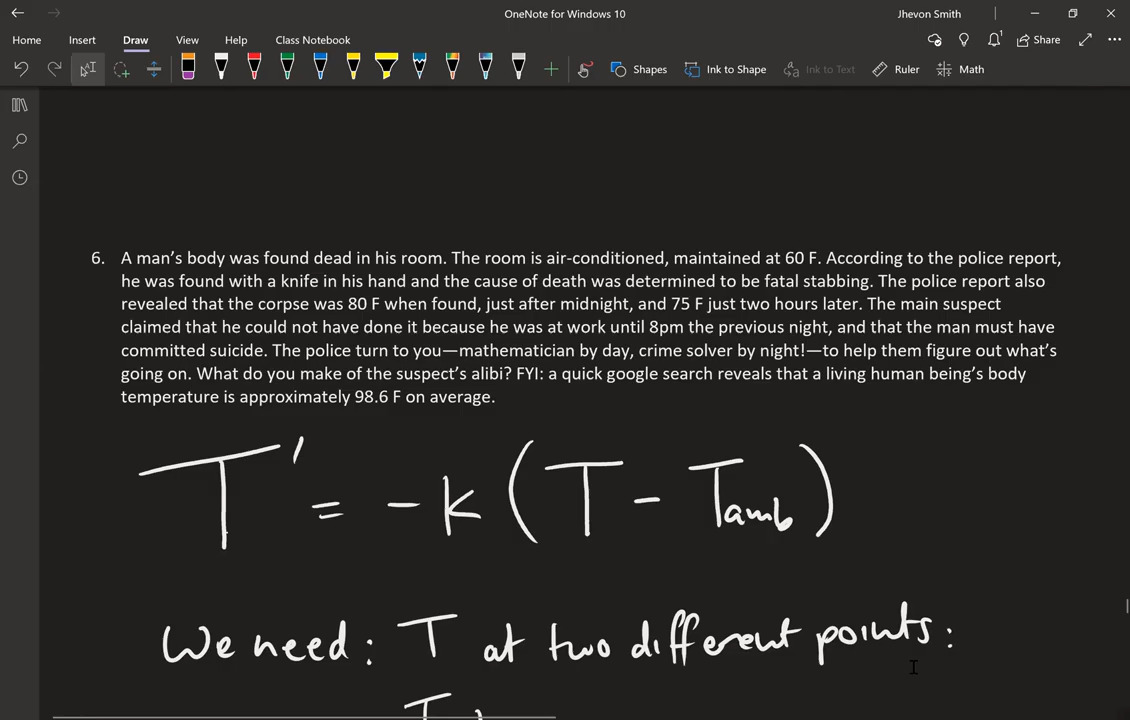 OneNote for Windows 10
Jhevon Smith
Home Insert Draw View Help Class Notebook
Share
Shapes Ink to Shape Ink to Text Ruler Math
6. A man's body was found dead in his room. The room is air-conditioned, maintained at 60 F. According to the police report,
he was found with a knife in his hand and the cause of death was determined to be fatal stabbing. The police report also
revealed that the corpse was 80 F when found, just after midnight, and 75 F just two hours later. The main suspect
claimed that he could not have done it because he was at work until 8pm the previous night, and that the man must have
committed suicide. The police turn to you—mathematician by day, crime solver by night!—to help them figure out what's
going on. What do you make of the suspect's alibi? FYI: a quick google search reveals that a living human being's body
temperature is approximately 98.6 F on average.
T' = -k (T - Tamb)
We need: T at two different points: